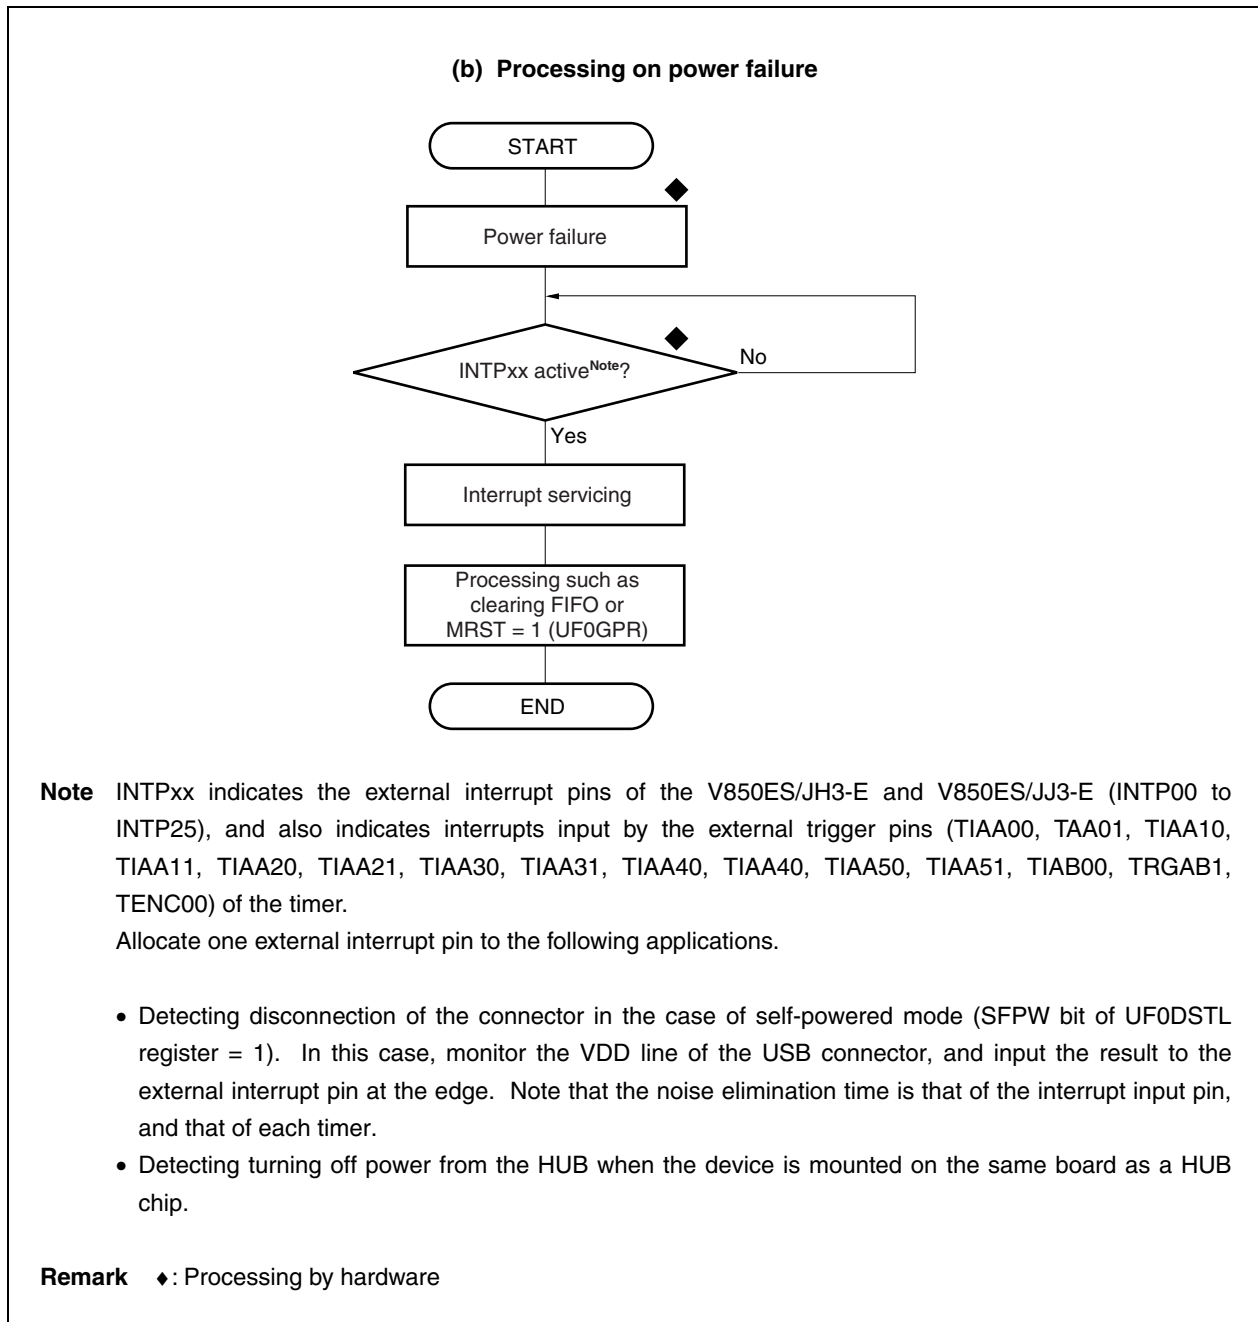 (b) Processing on power failure
START
Power failure
INTPxx activeNote?
No
Yes
Interrupt servicing
Processing such as
clearing FIFO or
MRST = 1 (UF0GPR)
END
Note INTPxx indicates the external interrupt pins of the V850ES/JH3-E and V850ES/JJ3-E (INTP00 to
INTP25), and also indicates interrupts input by the external trigger pins (TIAA00, TAA01, TIAA10,
TIAA11, TIAA20, TIAA21, TIAA30, TIAA31, TIAA40, TIAA40, TIAA50, TIAA51, TIAB00, TRGAB1,
TENC00) of the timer.
Allocate one external interrupt pin to the following applications.
• Detecting disconnection of the connector in the case of self-powered mode (SFPW bit of UF0DSTL
register = 1). In this case, monitor the VDD line of the USB connector, and input the result to the
external interrupt pin at the edge. Note that the noise elimination time is that of the interrupt input pin,
and that of each timer.
• Detecting turning off power from the HUB when the device is mounted on the same board as a HUB
chip.
Remark ♦: Processing by hardware